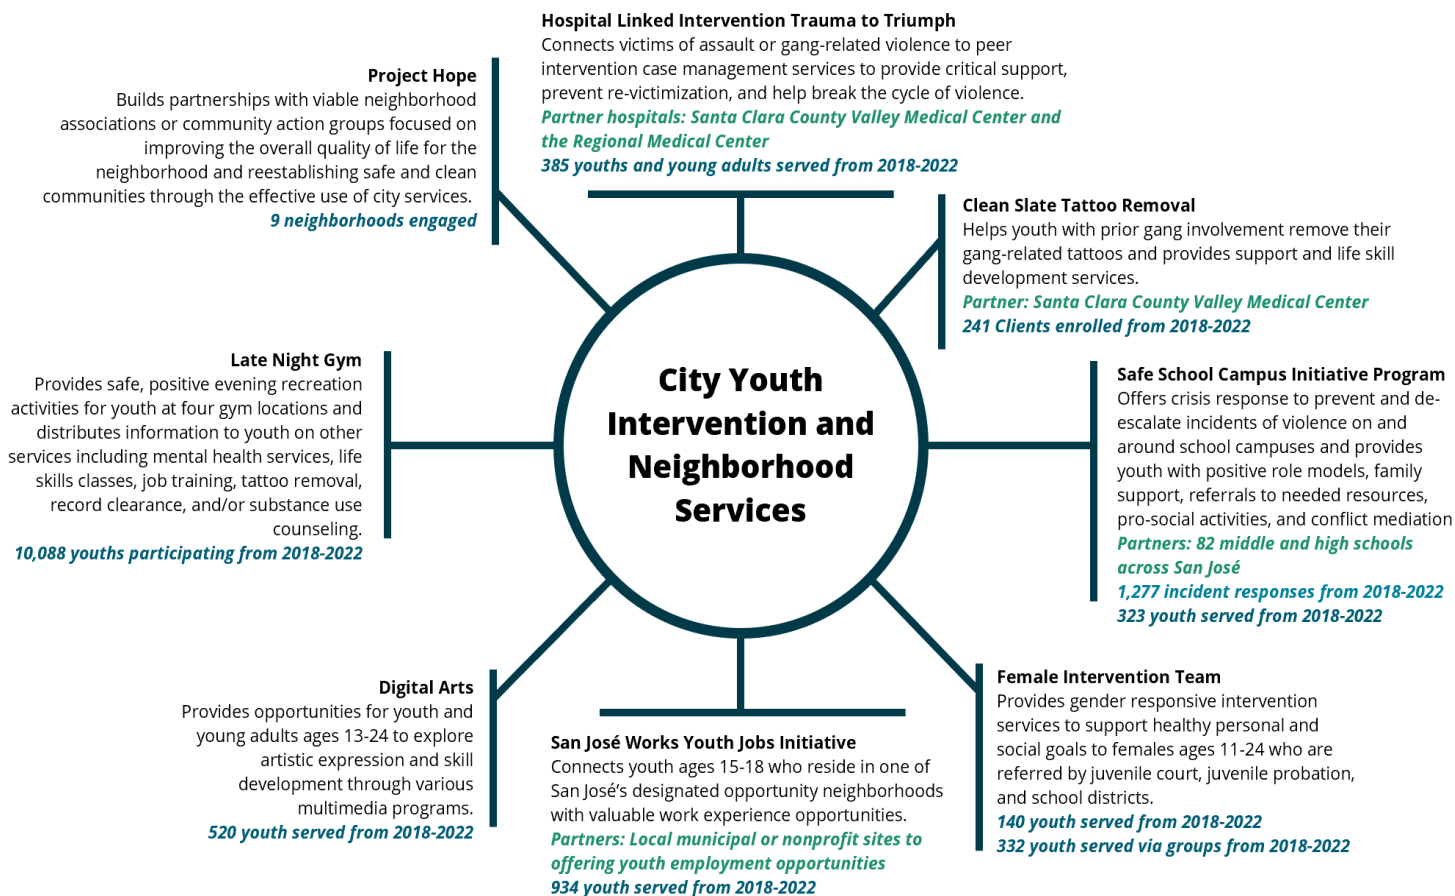 Hospital Linked Intervention Trauma to Triumph
Connects victims of assault or gang-related violence to peer
intervention case management services to provide critical support,
prevent re-victimization, and help break the cycle of violence.
Partner hospitals: Santa Clara County Valley Medical Center and
the Regional Medical Center
385 youths and young adults served from 2018-2022
Project Hope
Builds partnerships with viable neighborhood
associations or community action groups focused on
improving the overall quality of life for the
neighborhood and reestablishing safe and clean
communities through the effective use of city services.
9 neighborhoods engaged
Clean Slate Tattoo Removal
Helps youth with prior gang involvement remove their
gang-related tattoos and provides support and life skill
development services.
Partner: Santa Clara County Valley Medical Center
241 Clients enrolled from 2018-2022
Late Night Gym
Provides safe, positive evening recreation
activities for youth at four gym locations and
distributes information to youth on other
services including mental health services, life
skills classes, job training, tattoo removal,
record clearance, and/or substance use
counseling.
10,088 youths participating from 2018-2022
City Youth
Intervention and
Neighborhood
Services
Safe School Campus Initiative Program
Offers crisis response to prevent and de-
escalate incidents of violence on and
around school campuses and provides
youth with positive role models, family
support, referrals to needed resources,
pro-social activities, and conflict mediation
Partners: 82 middle and high schools
across San José
1,277 incident responses from 2018-2022
323 youth served from 2018-2022
Digital Arts
Provides opportunities for youth and
young adults ages 13-24 to explore
artistic expression and skill
development through various
multimedia programs.
520 youth served from 2018-2022
San José Works Youth Jobs Initiative
Connects youth ages 15-18 who reside in one of
San José’s designated opportunity neighborhoods
with valuable work experience opportunities.
Partners: Local municipal or nonprofit sites to
offering youth employment opportunities
934 youth served from 2018-2022
Female Intervention Team
Provides gender responsive intervention
services to support healthy personal and
social goals to females ages 11-24 who are
referred by juvenile court, juvenile probation,
and school districts.
140 youth served from 2018-2022
332 youth served via groups from 2018-2022